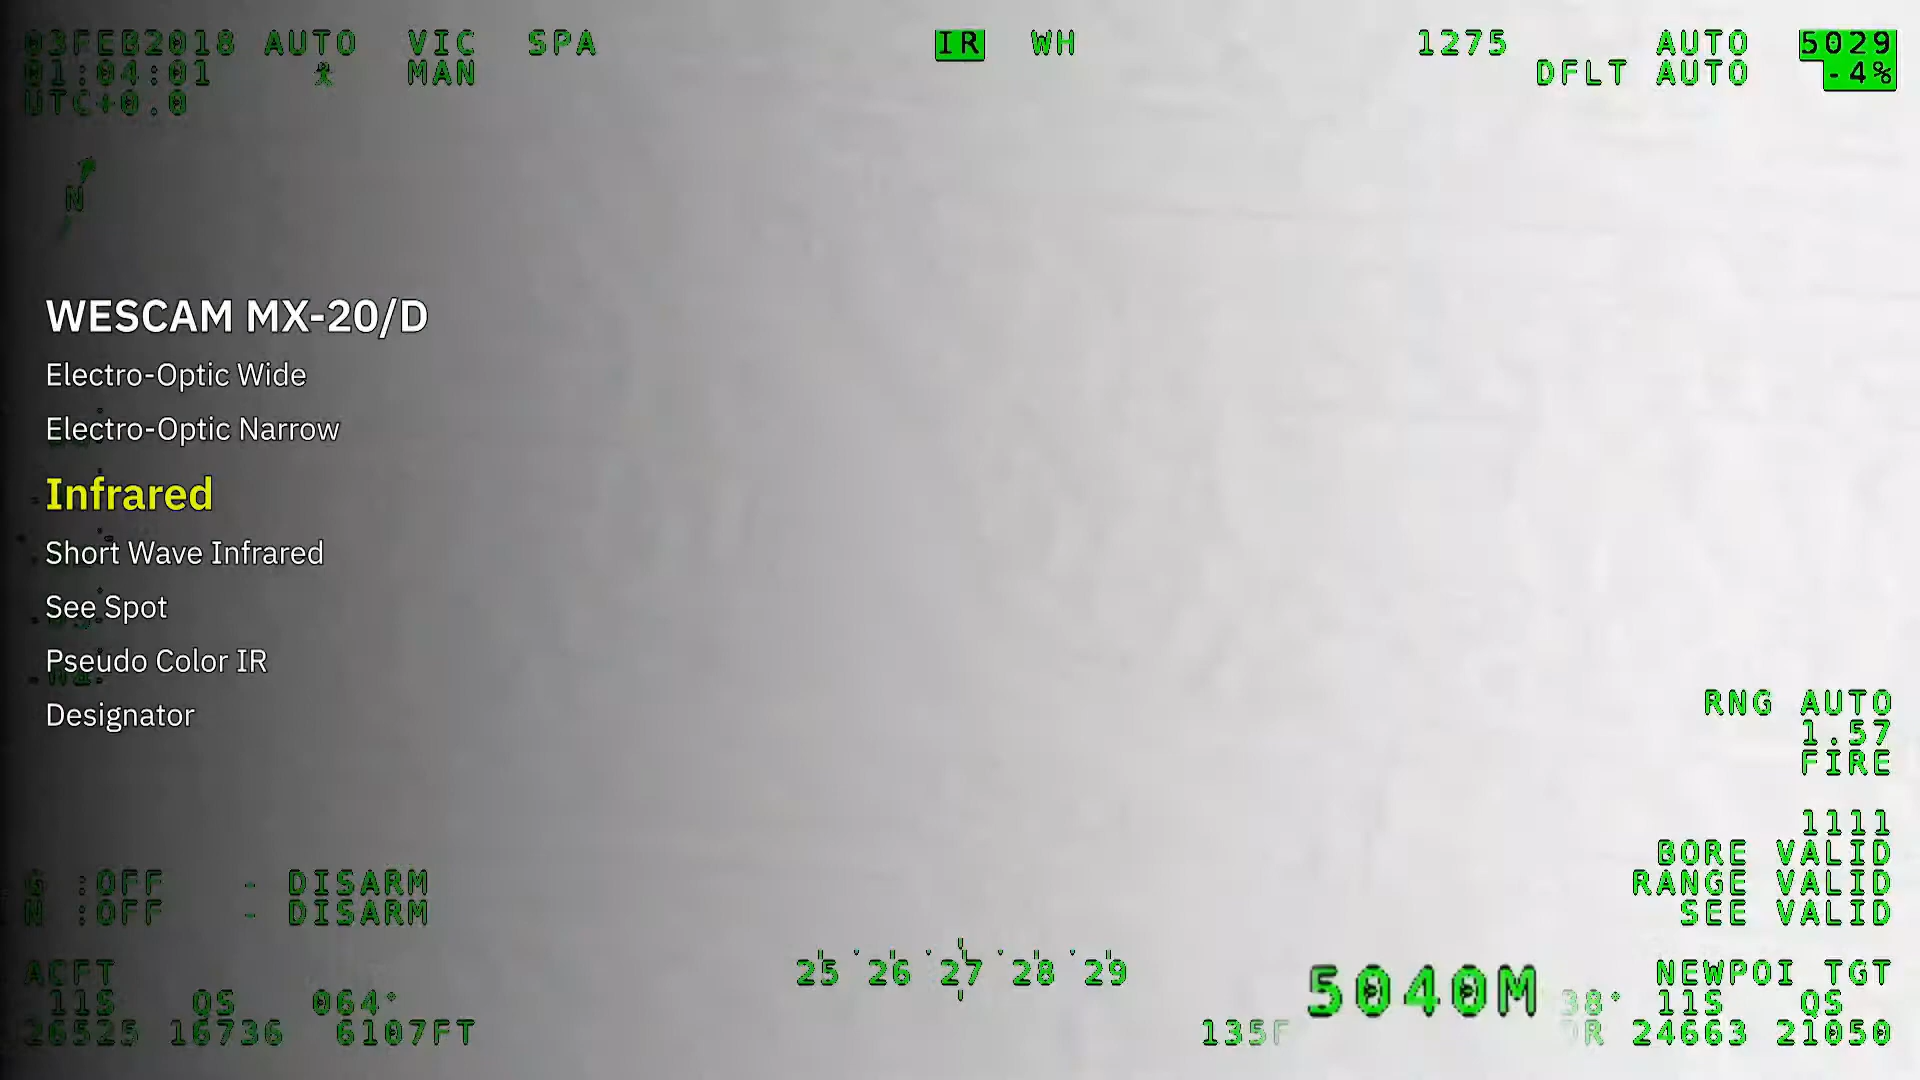 03FEB2018 AUTO VIC SPA IR WH 1275 AUTO 5029
01:04:01 MAN DFLT AUTO -4%
UTC+0.0
N
WESCAM MX-20/D
Electro-Optic Wide
Electro-Optic Narrow
Infrared
Short Wave Infrared
See Spot
Pseudo Color IR
Designator
RNG AUTO
1.57
FIRE
1111
BORE VALID
RANGE VALID
SEE VALID
:OFF - DISARM
:OFF - DISARM
25 26 27 28 29
ACFT 5040M NEWPOI TGT
11S QS 064° 38° 11S QS
26525 16736 6107FT 135F R 24663 21050